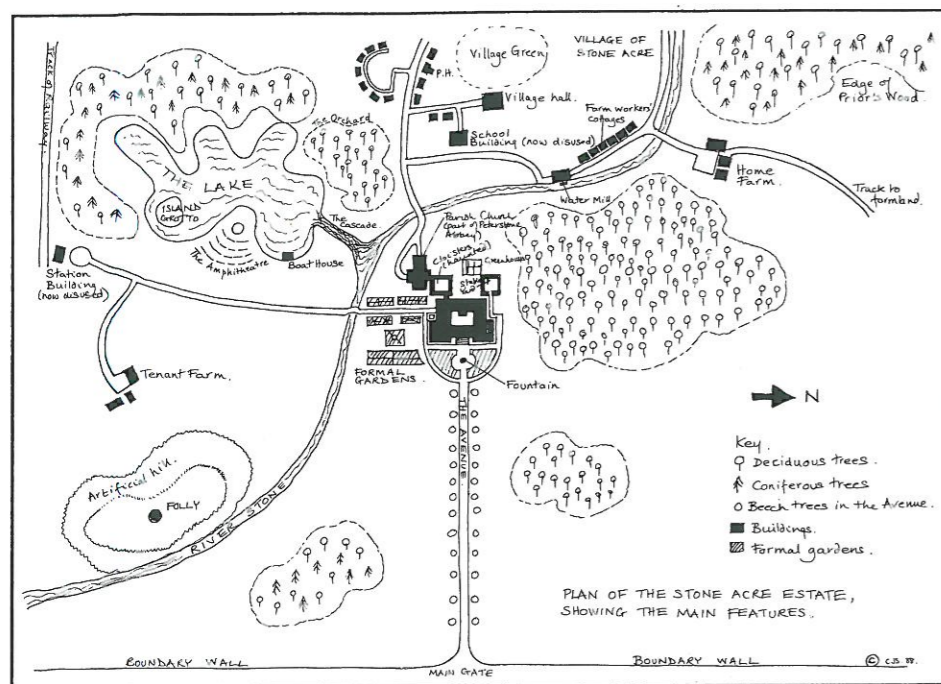 VILLAGE OF
STONE ACRE
Village Green
P.H.
Village hall.
Edge of
Prior's Wood
TRACK OF RAILWAY.
The Orchard
Farm workers'
cottages
School
Building (now disused)
THE LAKE
ISLAND
GROTTO
Water Mill
Home
Farm.
Track to
farmland.
The
Cascade
Parish Church
(part of Peterstone
Abbey)
Cloisters
Greenhouses
The Amphitheatre
Boat House
Station
Building
(now disused)
Tenant Farm.
FORMAL
GARDENS.
Fountain
THE AVENUE.
N
Key.
Deciduous trees.
Coniferous trees
Beech trees in the Avenue.
Buildings.
Formal gardens.
Artificial hill.
FOLLY
RIVER STONE
PLAN OF THE STONE ACRE ESTATE,
SHOWING THE MAIN FEATURES.
BOUNDARY WALL
MAIN GATE
BOUNDARY WALL